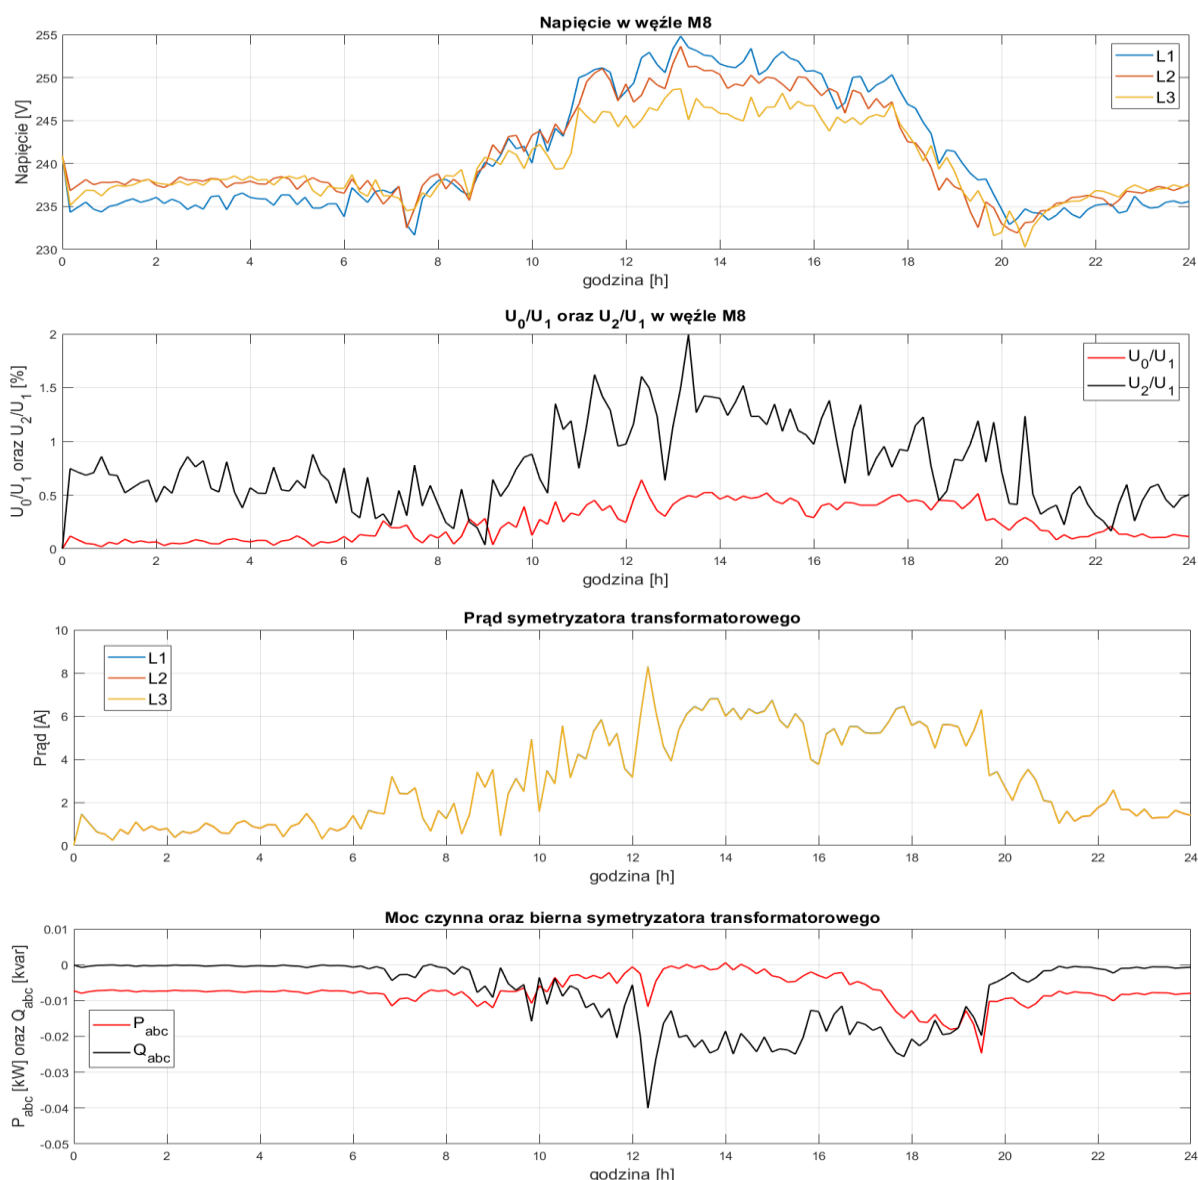 Napięcie w węźle M8
Napięcie [V]
255
250
245
240
235
230
L1
L2
L3
0 2 4 6 8 10 12 14 16 18 20 22 24
godzina [h]
U0/U1 oraz U2/U1 w węźle M8
U0/U1 oraz U2/U1 [%]
2
1.5
1
0.5
0
U0/U1
U2/U1
0 2 4 6 8 10 12 14 16 18 20 22 24
godzina [h]
Prąd symetryzatora transformatorowego
Prąd [A]
10
8
6
4
2
0
L1
L2
L3
0 2 4 6 8 10 12 14 16 18 20 22 24
godzina [h]
Moc czynna oraz bierna symetryzatora transformatorowego
Pabc [kW] oraz Qabc [kvar]
0.01
0
-0.01
-0.02
-0.03
-0.04
-0.05
Pabc
Qabc
0 2 4 6 8 10 12 14 16 18 20 22 24
godzina [h]